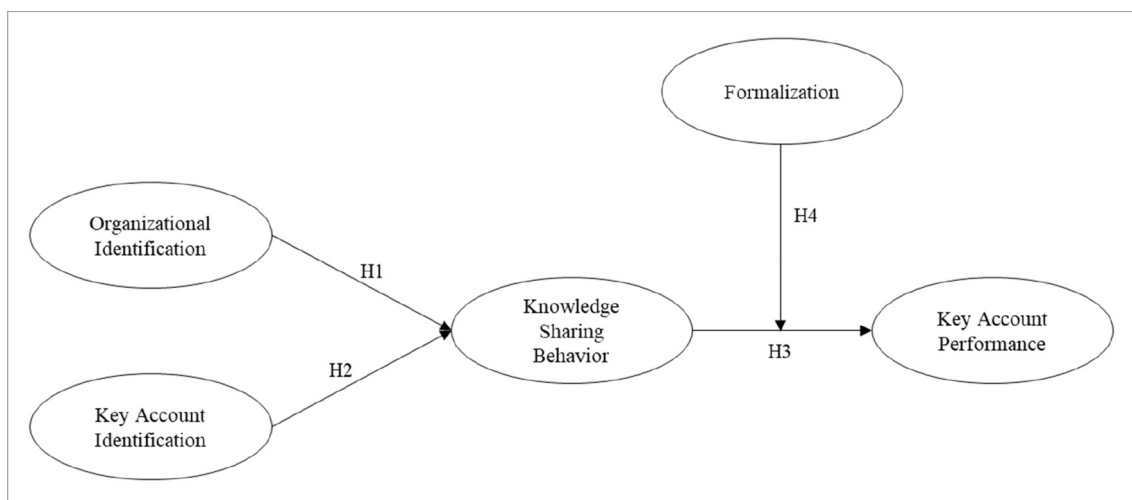 Formalization
H4
Organizational
Identification
H1
Knowledge
Sharing
Behavior
H3
Key Account
Performance
H2
Key Account
Identification